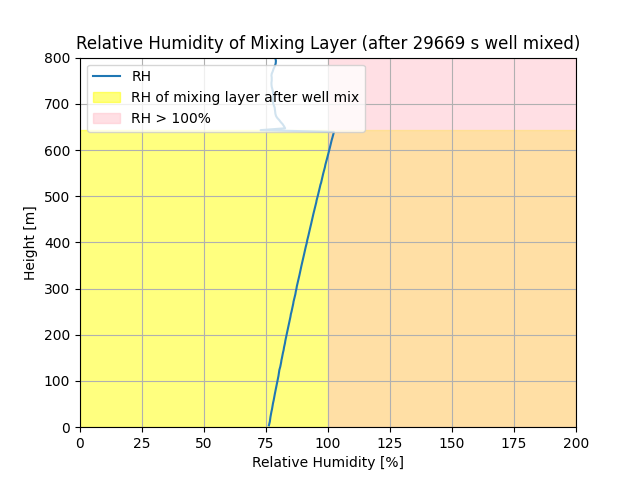 Relative Humidity of Mixing Layer (after 29669 s well mixed)
800
700
600
500
400
300
200
100
0
Height [m]
RH
RH of mixing layer after well mix
RH > 100%
0 25 50 75 100 125 150 175 200
Relative Humidity [%]